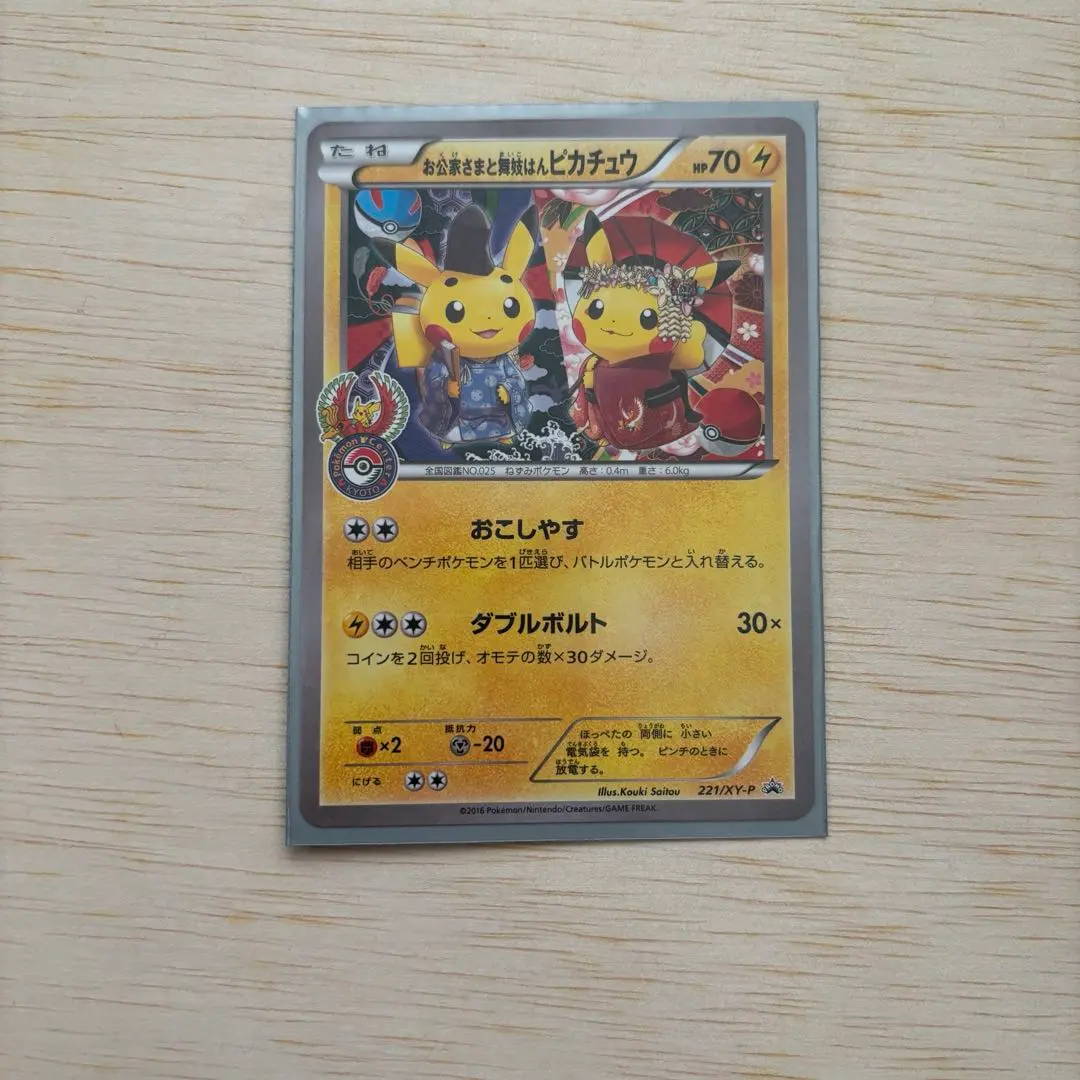 たね お公家さまと舞妓はんピカチュウ HP70
Pokémon Center
KYOTO
全国図鑑NO.025 ねずみポケモン 高さ:0.4m 重さ:6.0kg
おこしやす
相手のベンチポケモンを1匹選び、バトルポケモンと入れ替える。
ダブルボルト 30×
コインを2回投げ、オモテの数×30ダメージ。
弱点 抵抗力
×2 -20
にげる
ほっぺたの 両側に 小さい
電気袋を 持つ。 ピンチのときに
放電する。
Illus.Kouki Saitou 221/XY-P
©2016 Pokémon/Nintendo/Creatures/GAME FREAK.